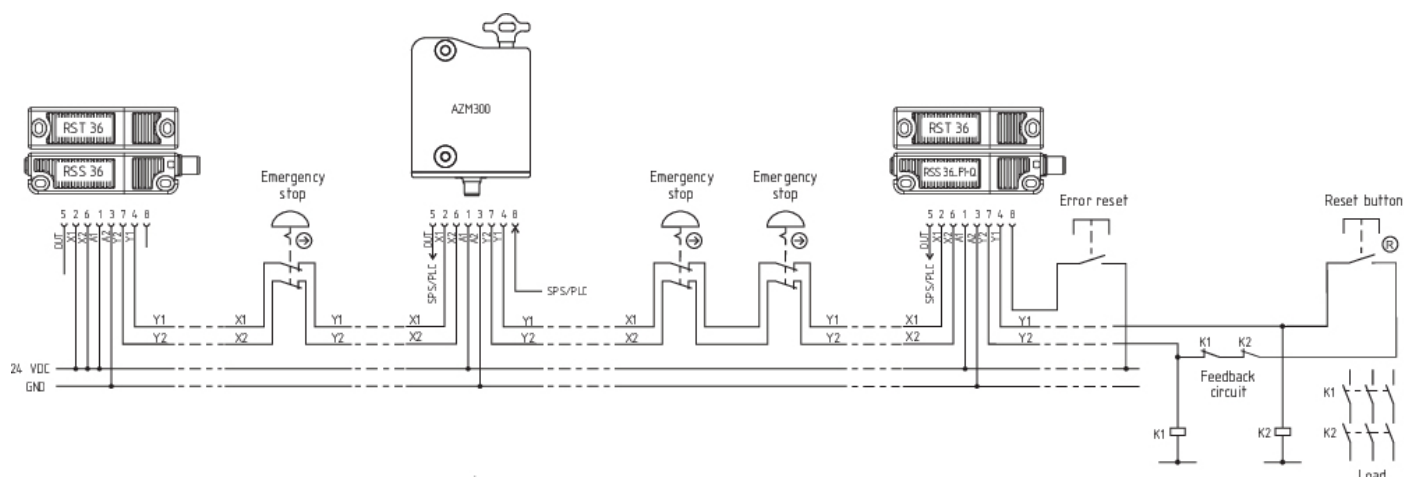 AZM300
RST 36
RSS 36
RST 36
RSS 36_PI-Q_
Emergency
stop
Emergency
stop
Emergency
stop
Error reset
Reset button
R
5 2 6 1 3 7 4 8
OUT X1 X2 A1 A2 Y2 Y1
5 2 6 1 3 7 4 8
OUT X1 X2 A1 A2 Y2 Y1
5 2 6 1 3 7 4 8
OUT X1 X2 A1 A2 Y2 Y1
SPS/PLC
SPS/PLC
SPS/PLC
Y1 X1 Y1 X1 Y1 X1 Y1 X1 Y1
Y2 X2 Y2 X2 Y2 X2 Y2 X2 Y2
K1 K2
24 VDC
GND
Feedback
circuit
K1
K2
K1 K2
Load